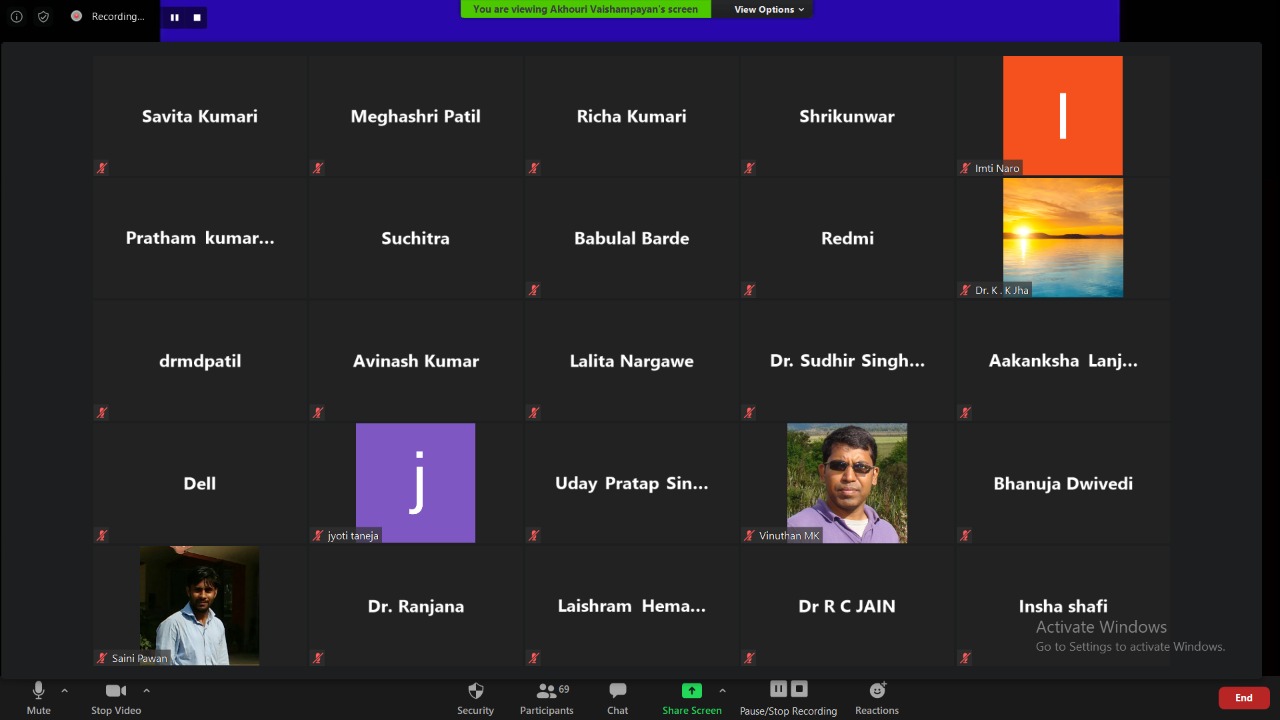 Recording...
You are viewing Akhouri Vaishampayan's screen
View Options
Savita Kumari
Meghashri Patil
Richa Kumari
Shrikunwar
I
Imti Naro
Pratham kumar...
Suchitra
Babulal Barde
Redmi
Dr. K . K Jha
drmdpatil
Avinash Kumar
Lalita Nargawe
Dr. Sudhir Singh...
Aakanksha Lanj...
Dell
j
jyoti taneja
Uday Pratap Sin...
Vinuthan MK
Bhanuja Dwivedi
Saini Pawan
Dr. Ranjana
Laishram Hema...
Dr R C JAIN
Insha shafi
Activate Windows
Go to Settings to activate Windows.
Mute
Stop Video
Security
Participants
69
Chat
Share Screen
Pause/Stop Recording
Reactions
End